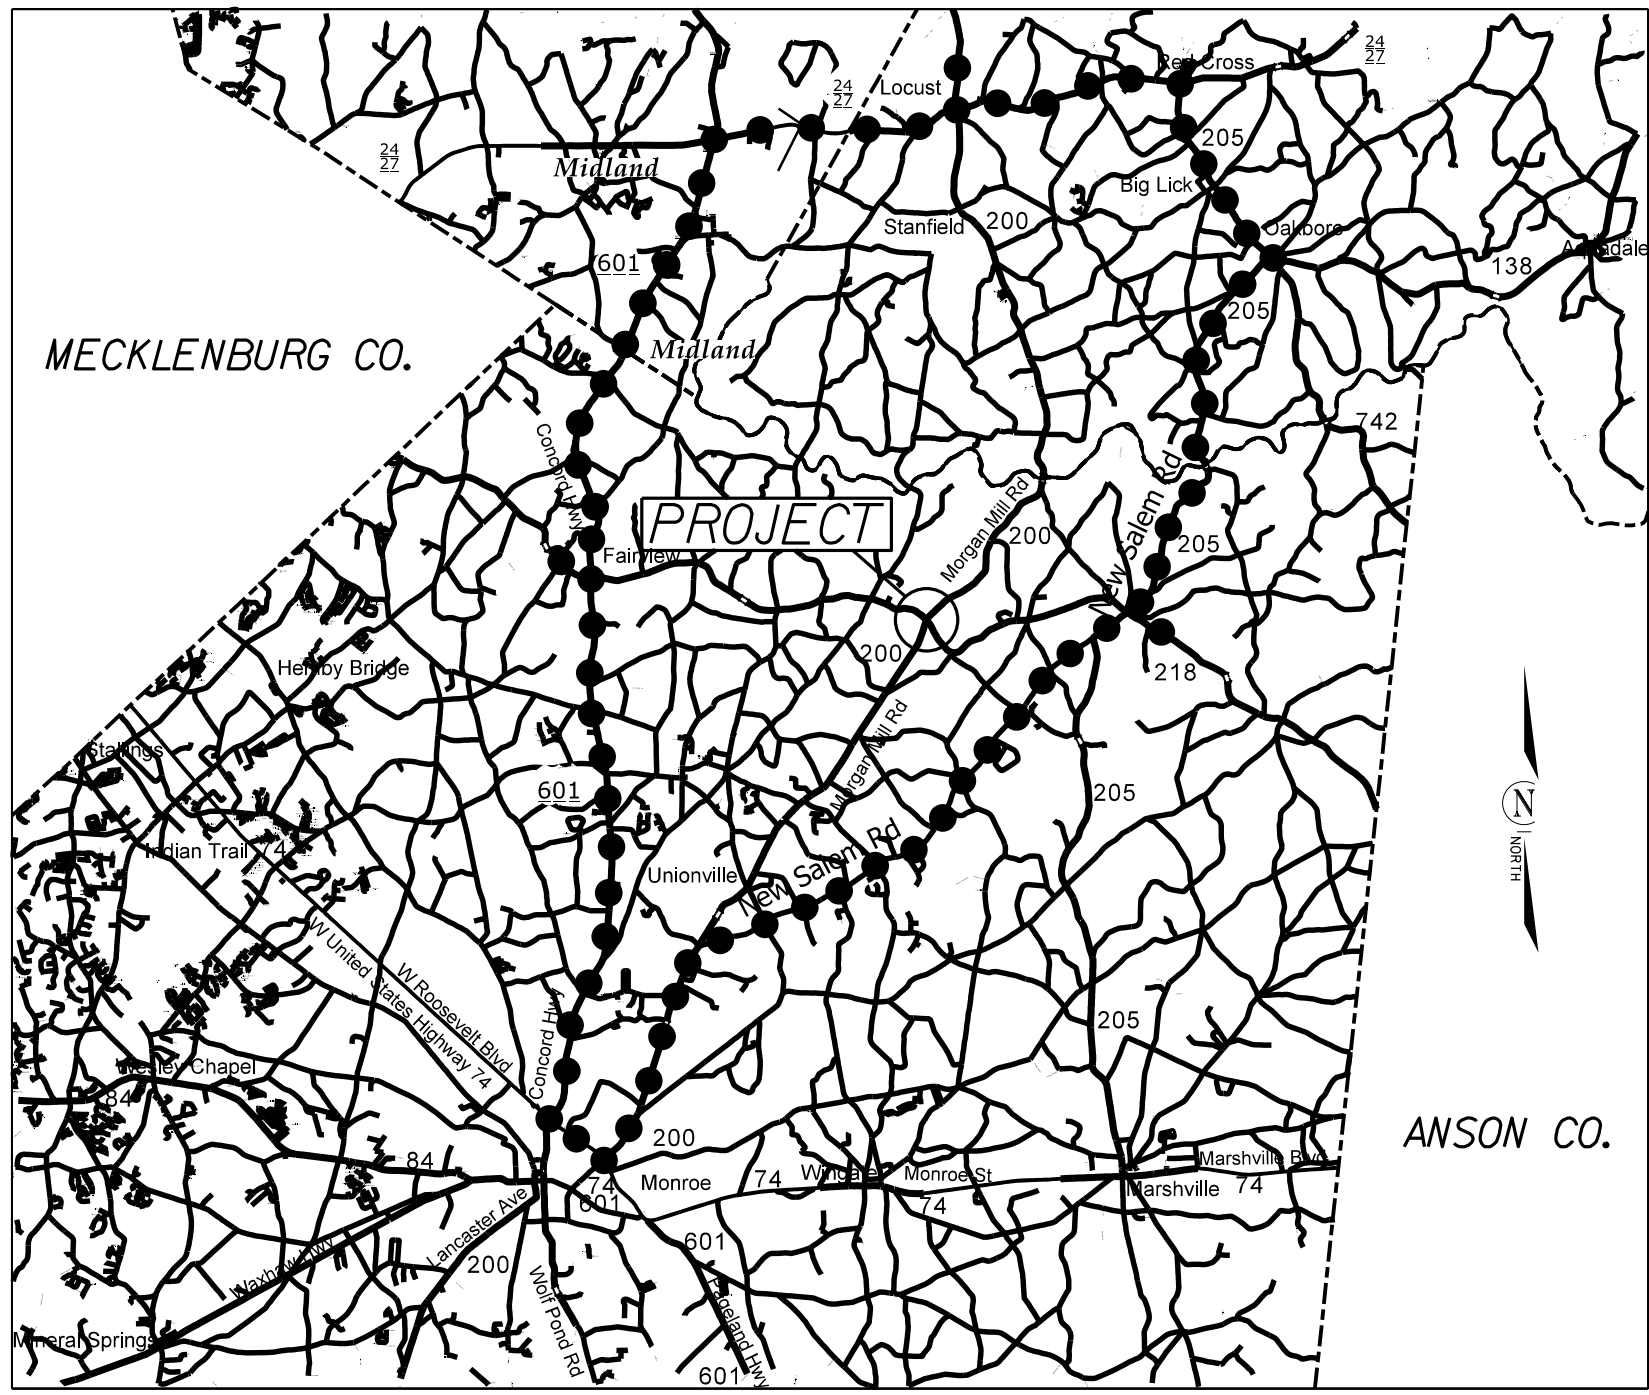 24
27
Red Cross
24
27
Locust
24
27
205
Midland
Big Lick
Stanfield
200
Oakboro
601
138
205
MECKLENBURG CO.
Midland
742
Concord Hwy
New Salem Rd
Morgan Mill Rd
PROJECT
200
205
Fairview
200
Hemby Bridge
218
Stallings
Morgan Mill Rd
601
205
Indian Trail
74
New Salem Rd
Unionville
N
NORTH
W United States Highway 74
W Roosevelt Blvd
Concord Hwy
205
Wesley Chapel
84
ANSON CO.
200
84
74
601
Monroe
74
Wingate
Monroe St
74
Marshville Blvd
Marshville
74
Lancaster Ave
601
Waxhaw Hwy
200
Wolf Pond Rd
Pageland Hwy
Mineral Springs
601